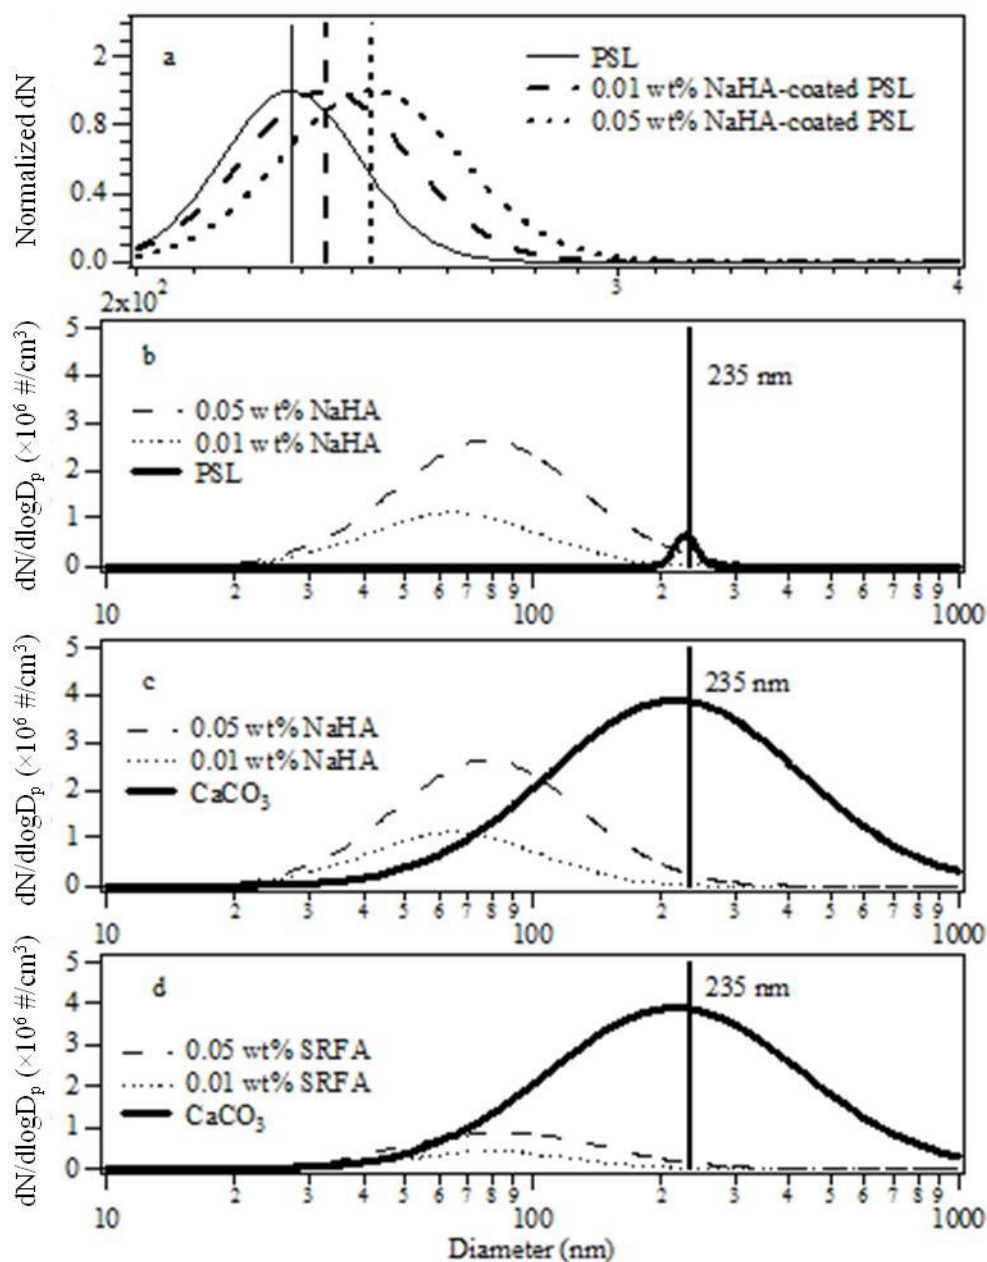 Normalized dN
a
2
0.8
0.4
0.0
PSL
0.01 wt% NaHA-coated PSL
0.05 wt% NaHA-coated PSL
2x10²
3
4
dN/dlogDₚ (×10⁶ #/cm³)
b
5
4
3
2
1
0
0.05 wt% NaHA
0.01 wt% NaHA
PSL
235 nm
2 3 4 5 6 7 8 9 2 3 4 5 6 7 8 9
10 100 1000
dN/dlogDₚ (×10⁶ #/cm³)
c
5
4
3
2
1
0
0.05 wt% NaHA
0.01 wt% NaHA
CaCO₃
235 nm
2 3 4 5 6 7 8 9 2 3 4 5 6 7 8 9
10 100 1000
dN/dlogDₚ (×10⁶ #/cm³)
d
5
4
3
2
1
0
0.05 wt% SRFA
0.01 wt% SRFA
CaCO₃
235 nm
2 3 4 5 6 7 8 9 2 3 4 5 6 7 8 9
10 100 1000
Diameter (nm)